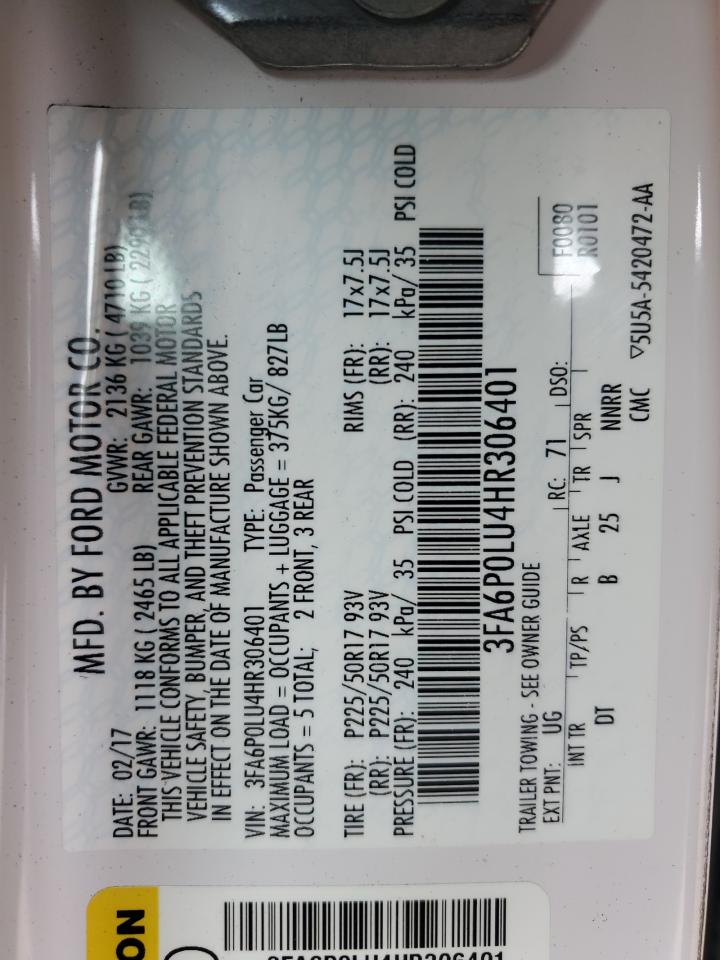 MFD. BY FORD MOTOR CO.
DATE: 02/17 GVWR: 2136 KG ( 4710 LB)
FRONT GAWR: 1118 KG ( 2465 LB) REAR GAWR: 1039 KG ( 2290 LB)
THIS VEHICLE CONFORMS TO ALL APPLICABLE FEDERAL MOTOR
VEHICLE SAFETY, BUMPER, AND THEFT PREVENTION STANDARDS
IN EFFECT ON THE DATE OF MANUFACTURE SHOWN ABOVE.
VIN: 3FA6P0LU4HR306401 TYPE: Passenger Car
MAXIMUM LOAD = OCCUPANTS + LUGGAGE = 375KG/ 827LB
OCCUPANTS = 5 TOTAL; 2 FRONT, 3 REAR
TIRE (FR): P225/50R17 93V RIMS (FR): 17x7.5J
(RR): P225/50R17 93V (RR): 17x7.5J
PRESSURE (FR): 240 kPa/ 35 PSI COLD (RR): 240 kPa/ 35 PSI COLD
3FA6P0LU4HR306401
TRAILER TOWING - SEE OWNER GUIDE
F0080
R0101
EXT PNT: UG RC: 71 DSO:
INT TR TP/PS R AXLE TR SPR
DT B 25 J NNRR
CMC ▽5U5A-5420472-AA
ON
3FA6P0LU4HR306401